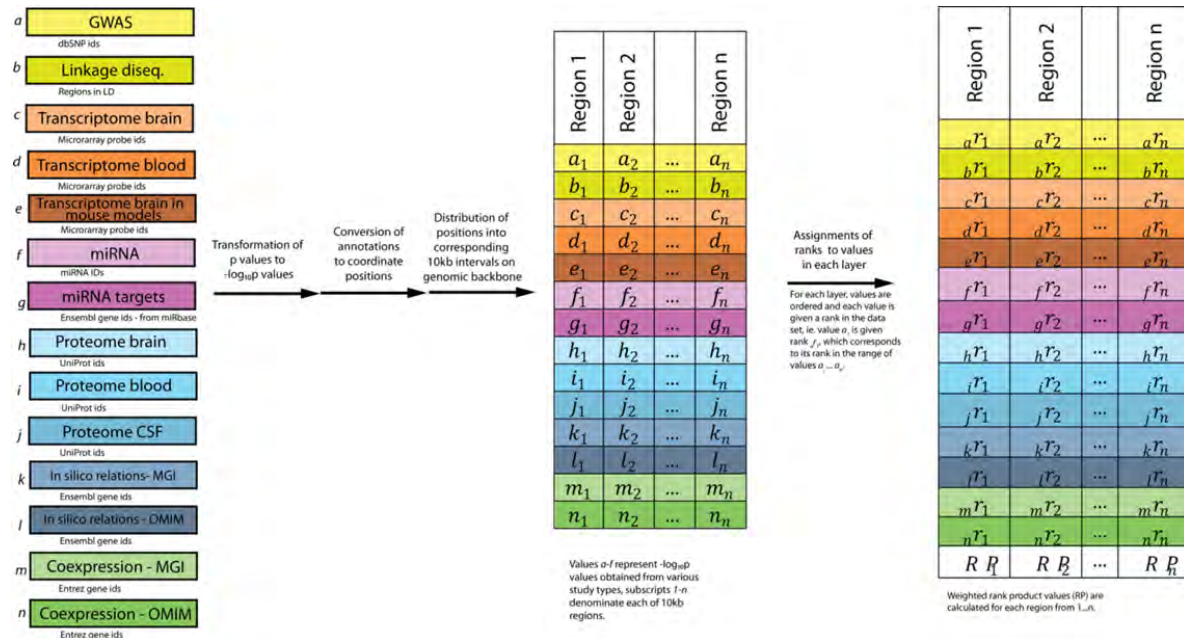 a
GWAS
dbSNP ids
b
Linkage diseq.
Regions in LD
c
Transcriptome brain
Microrarray probe ids
d
Transcriptome blood
Microarray probe ids
e
Transcriptome brain in
mouse models
Microarray probe ids
f
miRNA
miRNA IDs
g
miRNA targets
Ensembl gene ids - from miRbase
h
Proteome brain
UniProt ids
i
Proteome blood
UniProt ids
j
Proteome CSF
UniProt ids
k
In silico relations- MGI
Ensembl gene ids
l
In silico relations - OMIM
Ensembl gene ids
m
Coexpression - MGI
Entrez gene ids
n
Coexpression - OMIM
Entrez gene ids
Transformation of
p values to
-log₁₀p values
Conversion of
annotations
to coordinate
positions
Distribution of
positions into
corresponding
10kb intervals on
genomic backbone
Region 1 Region 2 Region n
a₁ a₂ ... aₙ
b₁ b₂ ... bₙ
c₁ c₂ ... cₙ
d₁ d₂ ... dₙ
e₁ e₂ ... eₙ
f₁ f₂ ... fₙ
g₁ g₂ ... gₙ
h₁ h₂ ... hₙ
i₁ i₂ ... iₙ
j₁ j₂ ... jₙ
k₁ k₂ ... kₙ
l₁ l₂ ... lₙ
m₁ m₂ ... mₙ
n₁ n₂ ... nₙ
Values a-f represent -log₁₀p
values obtained from various
study types, subscripts 1-n
denominate each of 10kb
regions.
Assignments of
ranks to values
in each layer
For each layer, values are
ordered and each value is
given a rank in the data
set, ie. value a is given
rank which corresponds
to its rank in the range of
values a ... a
Region 1 Region 2 Region n
ar₁ ar₂ ... arₙ
br₁ br₂ ... brₙ
cr₁ cr₂ ... crₙ
dr₁ dr₂ ... drₙ
er₁ er₂ ... erₙ
fr₁ fr₂ ... frₙ
gr₁ gr₂ ... grₙ
hr₁ hr₂ ... hrₙ
ir₁ ir₂ ... irₙ
jr₁ jr₂ ... jrₙ
kr₁ kr₂ ... krₙ
lr₁ lr₂ ... lrₙ
mr₁ mr₂ ... mrₙ
nr₁ nr₂ ... nrₙ
R P₁ R P₂ ... R Pₙ
Weighted rank product values (RP) are
calculated for each region from 1...n.